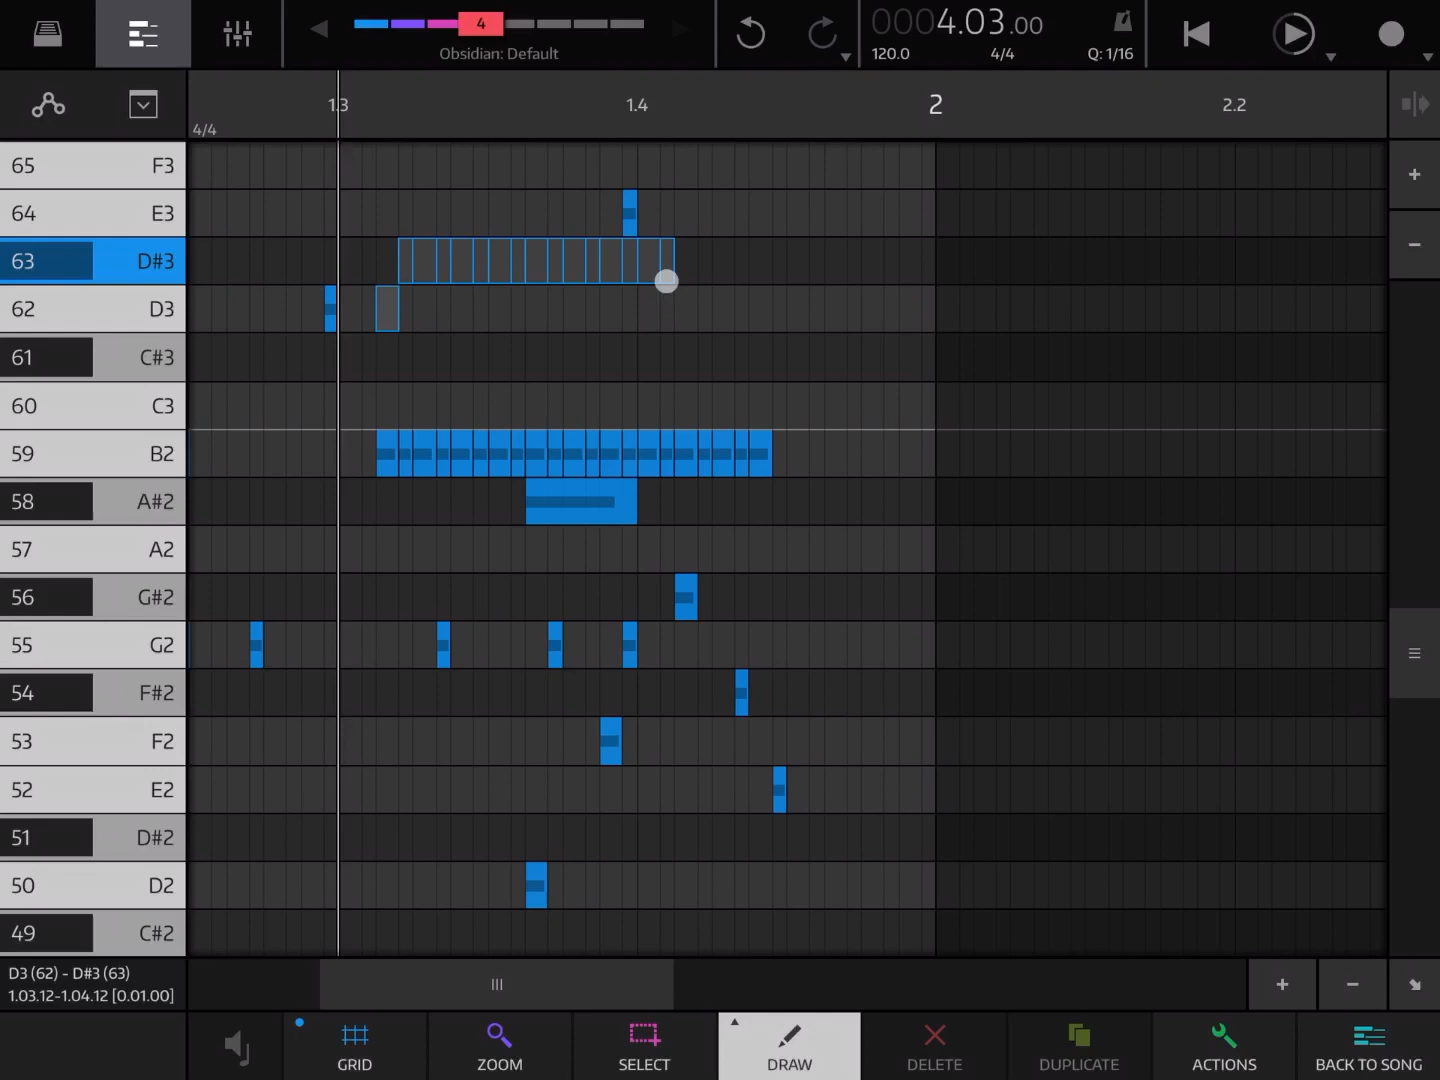 4
Obsidian: Default
0004.03.00
120.0 4/4 Q: 1/16
1.3 1.4 2 2.2
4/4
65 F3
64 E3
63 D#3
62 D3
61 C#3
60 C3
59 B2
58 A#2
57 A2
56 G#2
55 G2
54 F#2
53 F2
52 E2
51 D#2
50 D2
49 C#2
D3 (62) - D#3 (63)
1.03.12-1.04.12 [0.01.00]
GRID ZOOM SELECT DRAW DELETE DUPLICATE ACTIONS BACK TO SONG